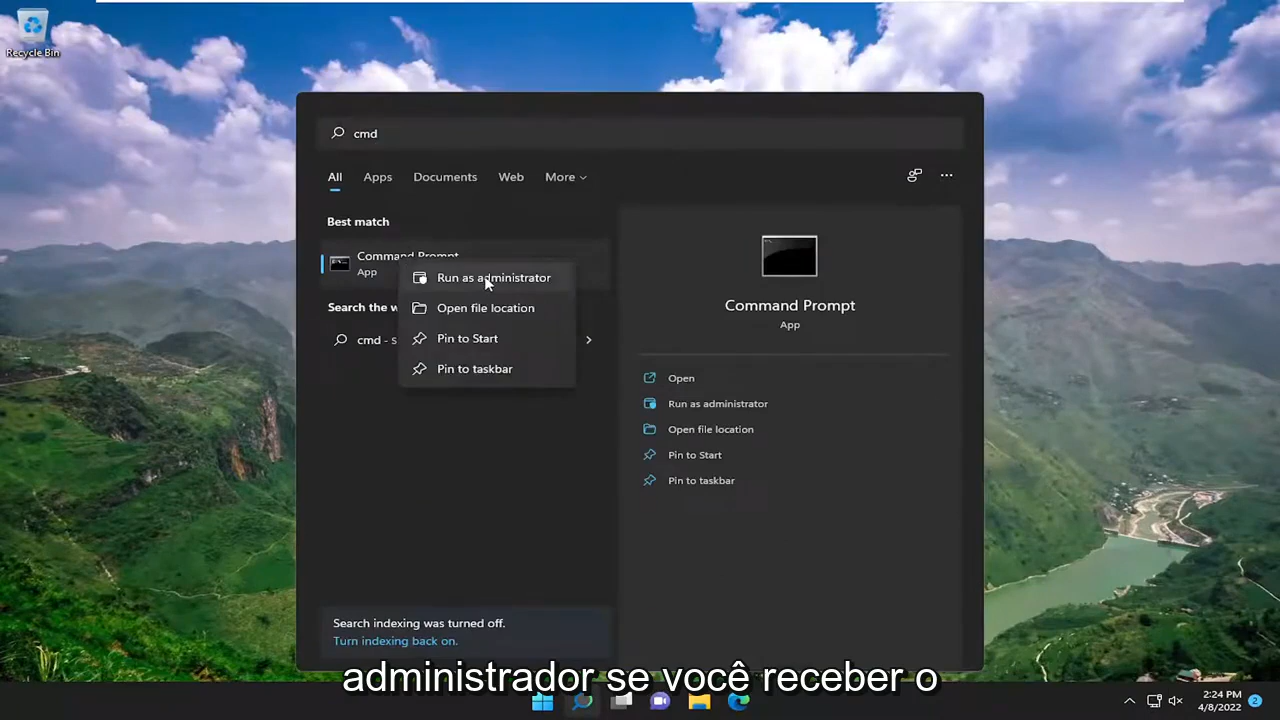 Recycle Bin
cmd
All Apps Documents Web More
Best match
Command Prompt
App
Run as administrator
Search the w
Open file location
cmd - s
Pin to Start
Pin to taskbar
Command Prompt
App
Open
Run as administrator
Open file location
Pin to Start
Pin to taskbar
Search indexing was turned off.
Turn indexing back on.
administrador se você receber o
2:24 PM
4/8/2022
2